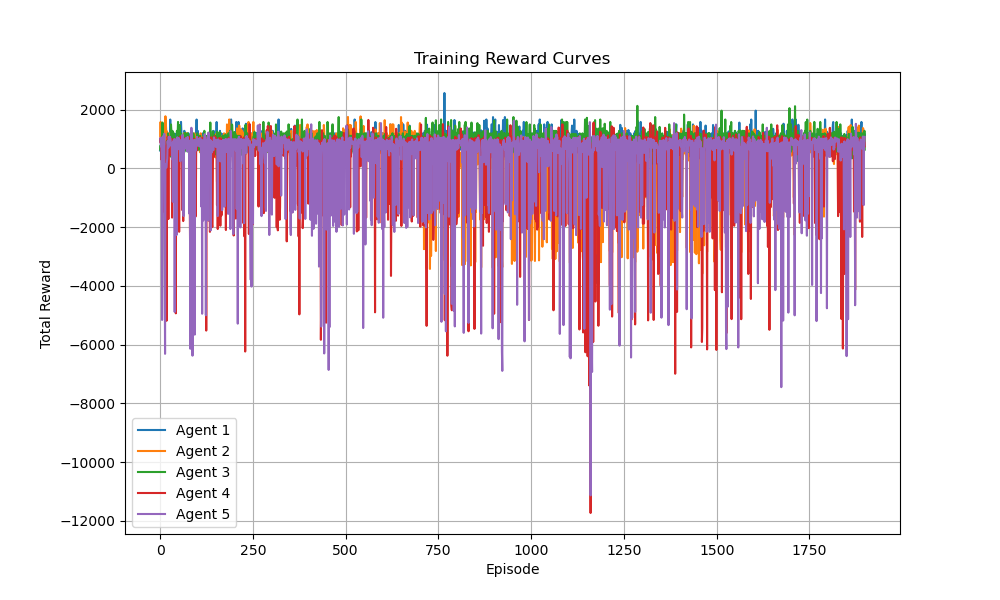 Training Reward Curves
Total Reward
2000
0
−2000
−4000
−6000
−8000
−10000
−12000
Agent 1
Agent 2
Agent 3
Agent 4
Agent 5
0
250
500
750
1000
1250
1500
1750
Episode